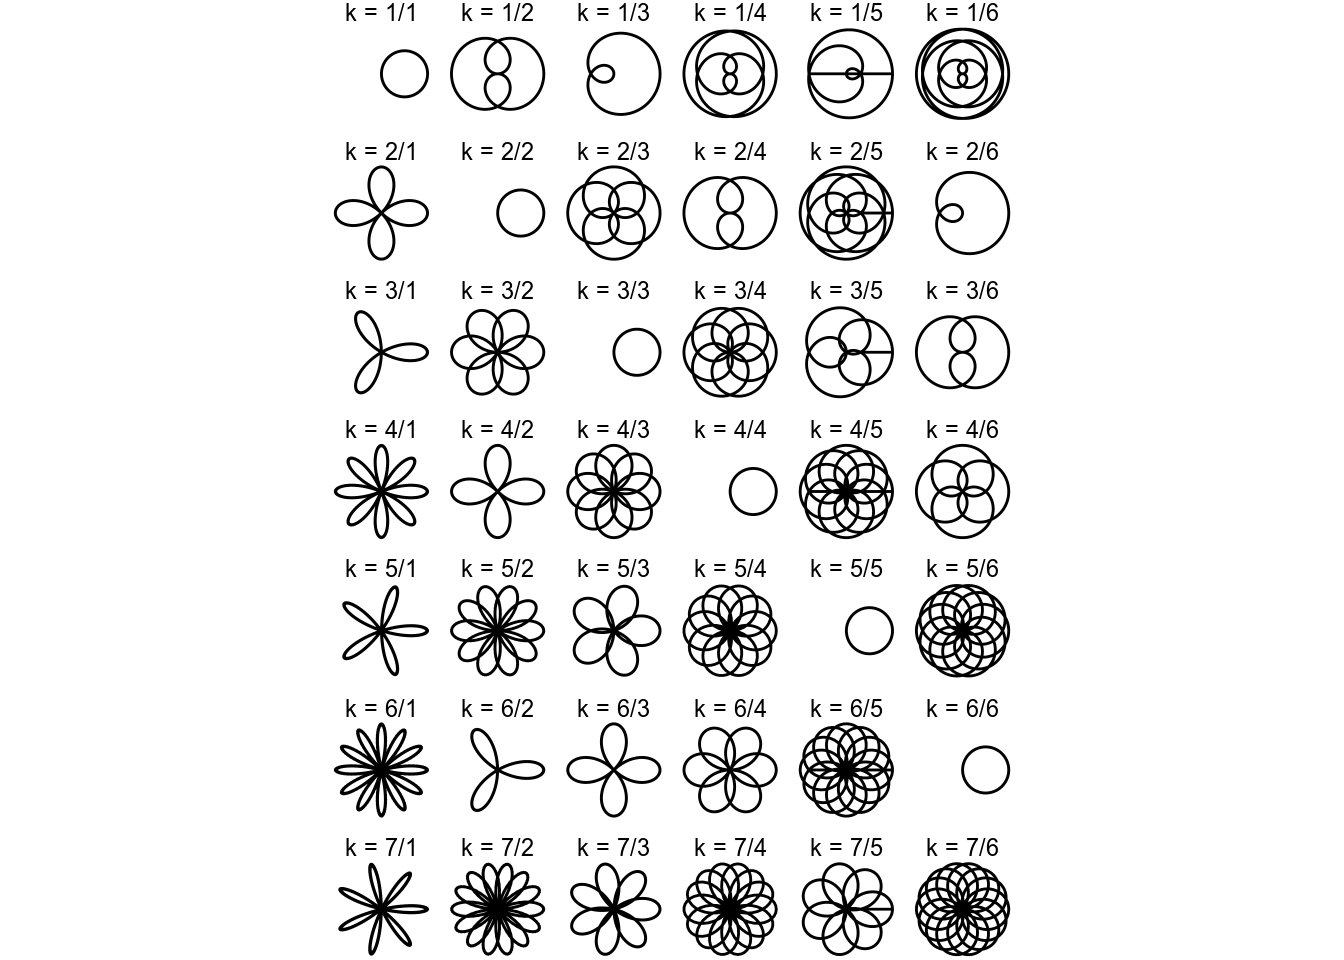 k = 1/1 k = 1/2 k = 1/3 k = 1/4 k = 1/5 k = 1/6
k = 2/1 k = 2/2 k = 2/3 k = 2/4 k = 2/5 k = 2/6
k = 3/1 k = 3/2 k = 3/3 k = 3/4 k = 3/5 k = 3/6
k = 4/1 k = 4/2 k = 4/3 k = 4/4 k = 4/5 k = 4/6
k = 5/1 k = 5/2 k = 5/3 k = 5/4 k = 5/5 k = 5/6
k = 6/1 k = 6/2 k = 6/3 k = 6/4 k = 6/5 k = 6/6
k = 7/1 k = 7/2 k = 7/3 k = 7/4 k = 7/5 k = 7/6